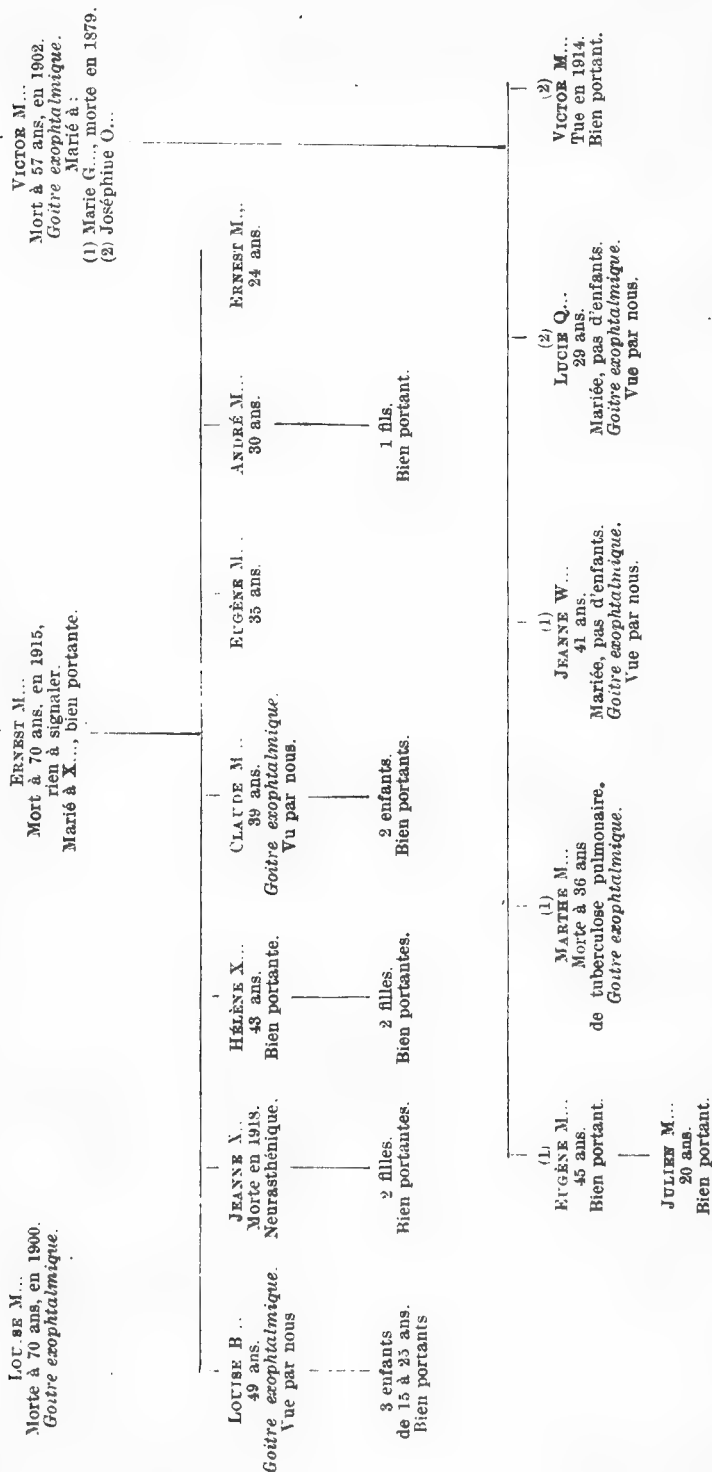 LOUISE M...
Morte à 70 ans, en 1900.
Goitre exophtalmique.
ERNEST M...
Mort à 70 ans, en 1915,
rien à signaler.
Marié à X..., bien portante.
VICTOR M...
Mort à 57 ans, en 1902.
Goitre exophtalmique.
Marié à :
(1) Marie G..., morte en 1879.
(2) Joséphine O...
LOUISE B...
49 ans.
Goitre exophtalmique.
Vue par nous
3 enfants
de 15 à 25 ans.
Bien portants
JEANNE X...
Morte en 1918.
Neurasthénique.
2 filles.
Bien portantes.
HÉLÈNE X...
43 ans.
Bien portante.
2 filles.
Bien portantes.
CLAUDE M...
39 ans.
Goitre exophtalmique.
Vu par nous.
2 enfants.
Bien portants.
EUGÈNE M...
35 ans.
ANDRÉ M...
30 ans.
1 fils.
Bien portant.
ERNEST M...
24 ans.
(1)
EUGÈNE M...
45 ans.
Bien portant.
JULIEN M...
20 ans.
Bien portant.
(1)
MARTHE M...
Morte à 36 ans
de tuberculose pulmonaire.
Goitre exophtalmique.
(1)
JEANNE W...
41 ans.
Mariée, pas d'enfants.
Goitre exophtalmique.
Vue par nous.
(2)
LUCIE Q...
29 ans.
Mariée, pas d'enfants.
Goitre exophtalmique.
Vue par nous.
(2)
VICTOR M...
Tue en 1914.
Bien portant.